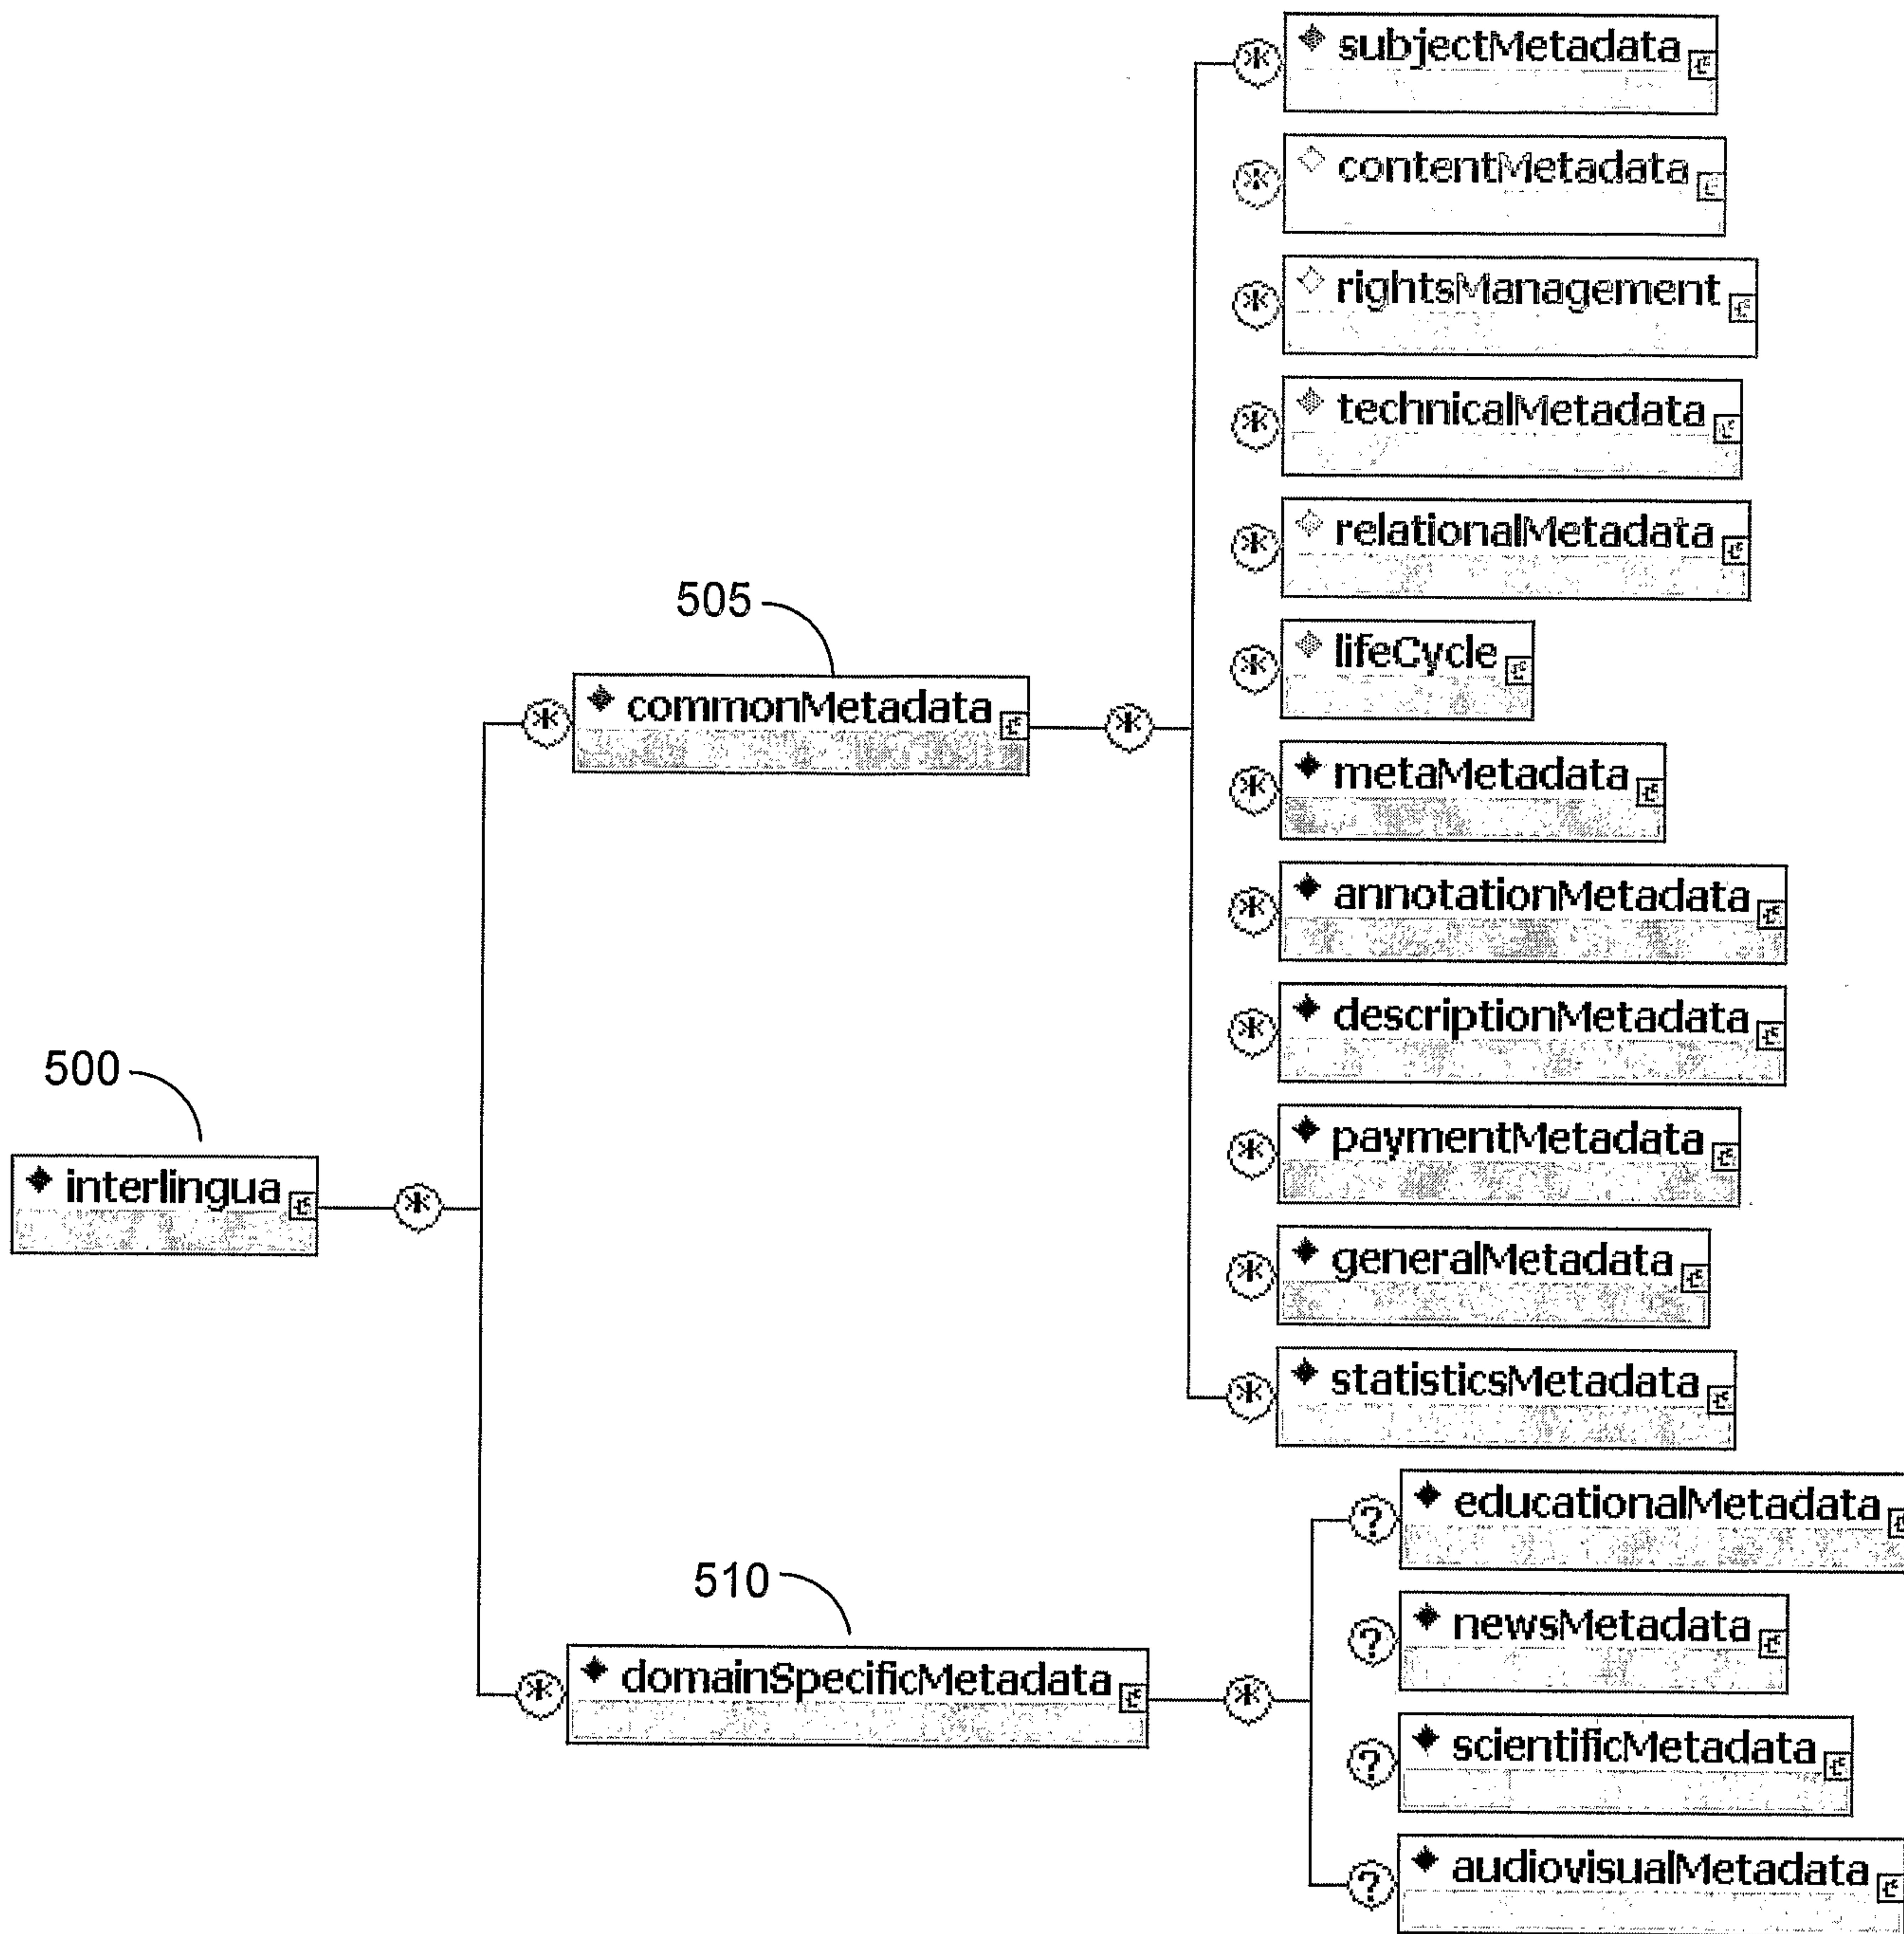 subjectMetadata
contentMetadata
rightsManagement
technicalMetadata
relationalMetadata
lifeCycle
metaMetadata
annotationMetadata
descriptionMetadata
paymentMetadata
generalMetadata
statisticsMetadata
505
* commonMetadata *
500
interlingua *
510
* domainSpecificMetadata *
? educationalMetadata
? newsMetadata
? scientificMetadata
? audiovisualMetadata